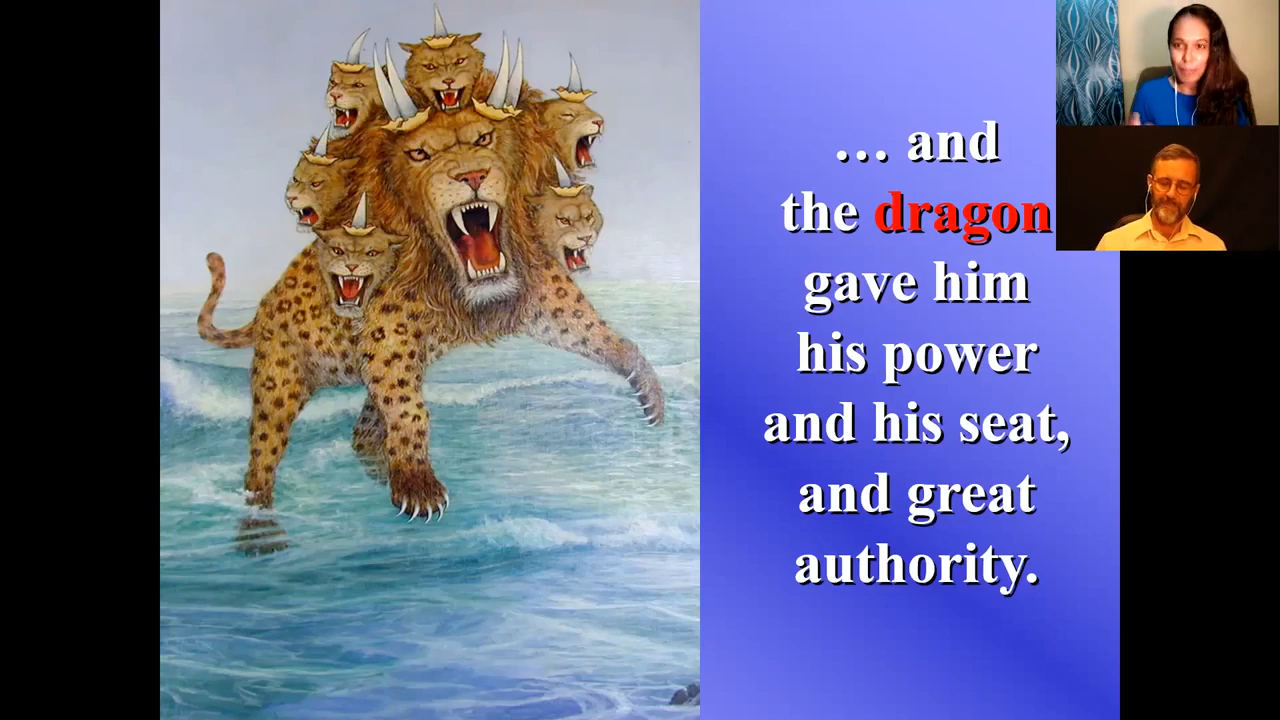 … and
the dragon
gave him
his power
and his seat,
and great
authority.